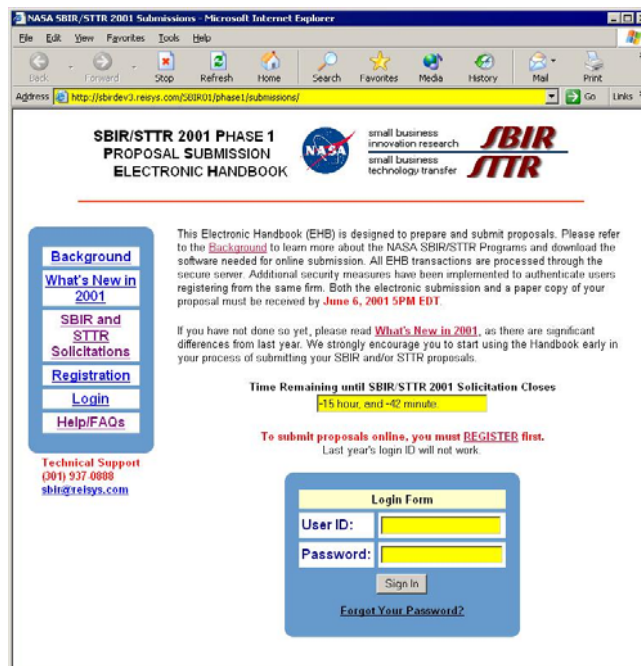 NASA SBIR/STTR 2001 Submissions - Microsoft Internet Explorer
File Edit View Favorites Tools Help
Back Forward Stop Refresh Home Search Favorites Media History Mail Print
Address http://sbirdev3.reisys.com/SBIR01/phase1/submissions/ Go Links
SBIR/STTR 2001 PHASE 1
PROPOSAL SUBMISSION
ELECTRONIC HANDBOOK
NASA
small business
innovation research
SBIR
small business
technology transfer
STTR
Background
What's New in
2001
SBIR and
STTR
Solicitations
Registration
Login
Help/FAQs
Technical Support
(301) 937-0888
sbir@reisys.com
This Electronic Handbook (EHB) is designed to prepare and submit proposals. Please refer
to the Background to learn more about the NASA SBIR/STTR Programs and download the
software needed for online submission. All EHB transactions are processed through the
secure server. Additional security measures have been implemented to authenticate users
registering from the same firm. Both the electronic submission and a paper copy of your
proposal must be received by June 6, 2001 5PM EDT.
If you have not done so yet, please read What's New in 2001, as there are significant
differences from last year. We strongly encourage you to start using the Handbook early in
your process of submitting your SBIR and/or STTR proposals.
Time Remaining until SBIR/STTR 2001 Solicitation Closes
-15 hour, and -42 minute.
To submit proposals online, you must REGISTER first.
Last year's login ID will not work.
Login Form
User ID:
Password:
Sign In
Forgot Your Password?